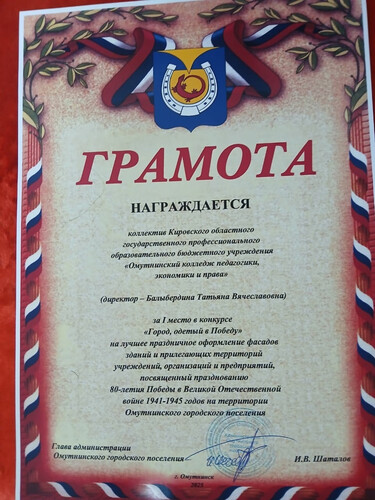 ГРАМОТА
НАГРАЖДАЕТСЯ
коллектив Кировского областного
государственного профессионального
образовательного бюджетного учреждения
«Омутнинский колледж педагогики,
экономики и права»
(директор – Балыбердина Татьяна Вячеславовна)
за I место в конкурсе
«Город, одетый в Победу»
на лучшее праздничное оформление фасадов
зданий и прилегающих территорий
учреждений, организаций и предприятий,
посвященный празднованию
80-летия Победы в Великой Отечественной
войне 1941-1945 годов на территории
Омутнинского городского поселения
Глава администрации
Омутнинского городского поселения
И.В. Шаталов
г. Омутнинск
2025